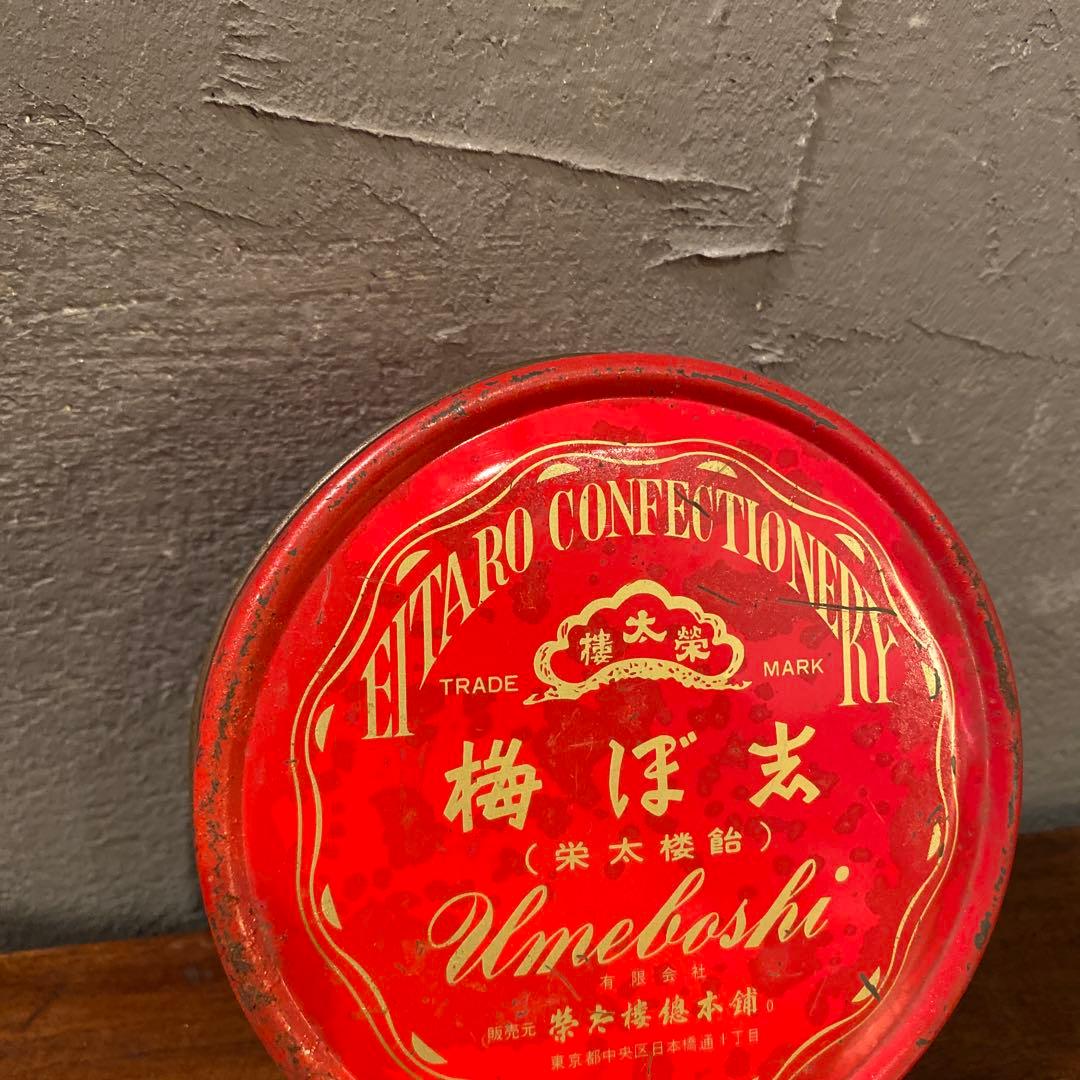 EITARO CONFECTIONERY
榮太樓
TRADE MARK
梅ぼ志
(栄太楼飴)
Umeboshi
有限会社
販売元 榮太樓總本鋪
東京都中央区日本橋通1丁目